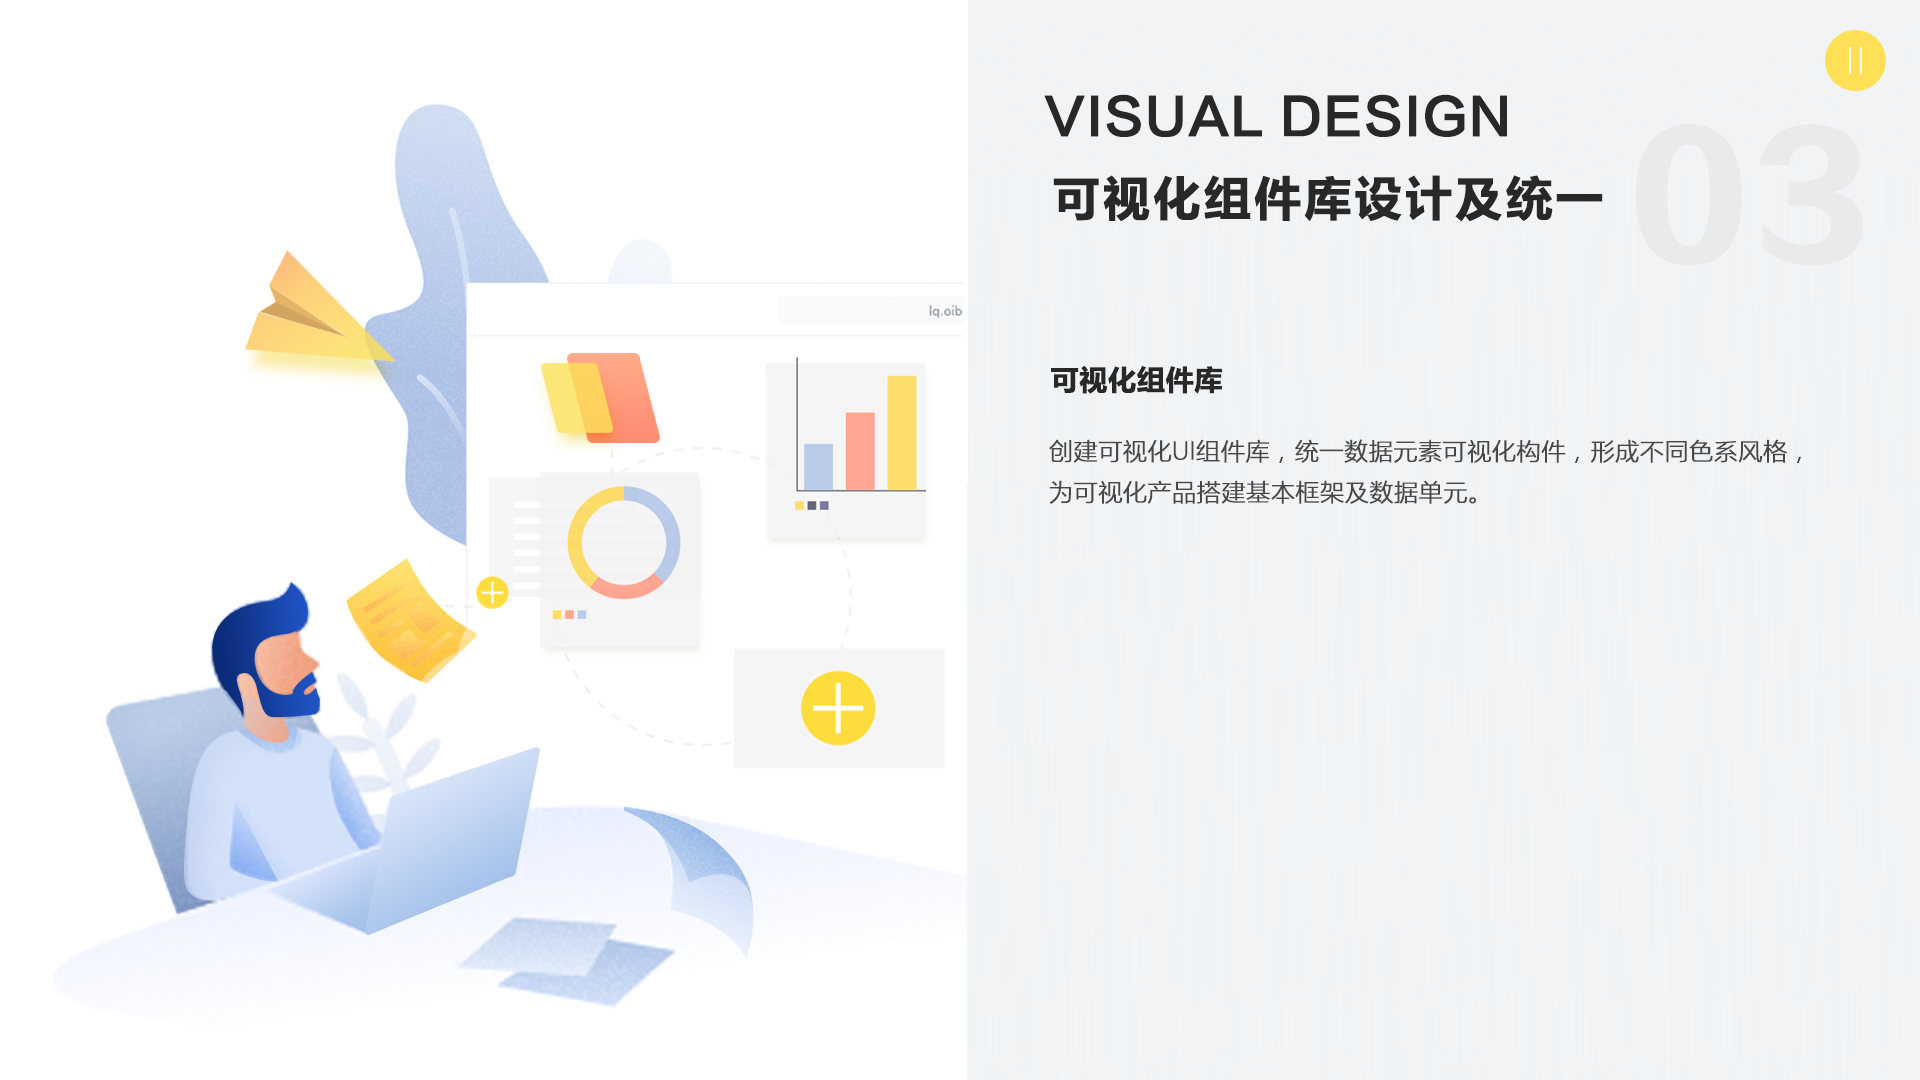 VISUAL DESIGN
可视化组件库设计及统一
03
lq.oib
可视化组件库
创建可视化UI组件库，统一数据元素可视化构件，形成不同色系风格，
为可视化产品搭建基本框架及数据单元。